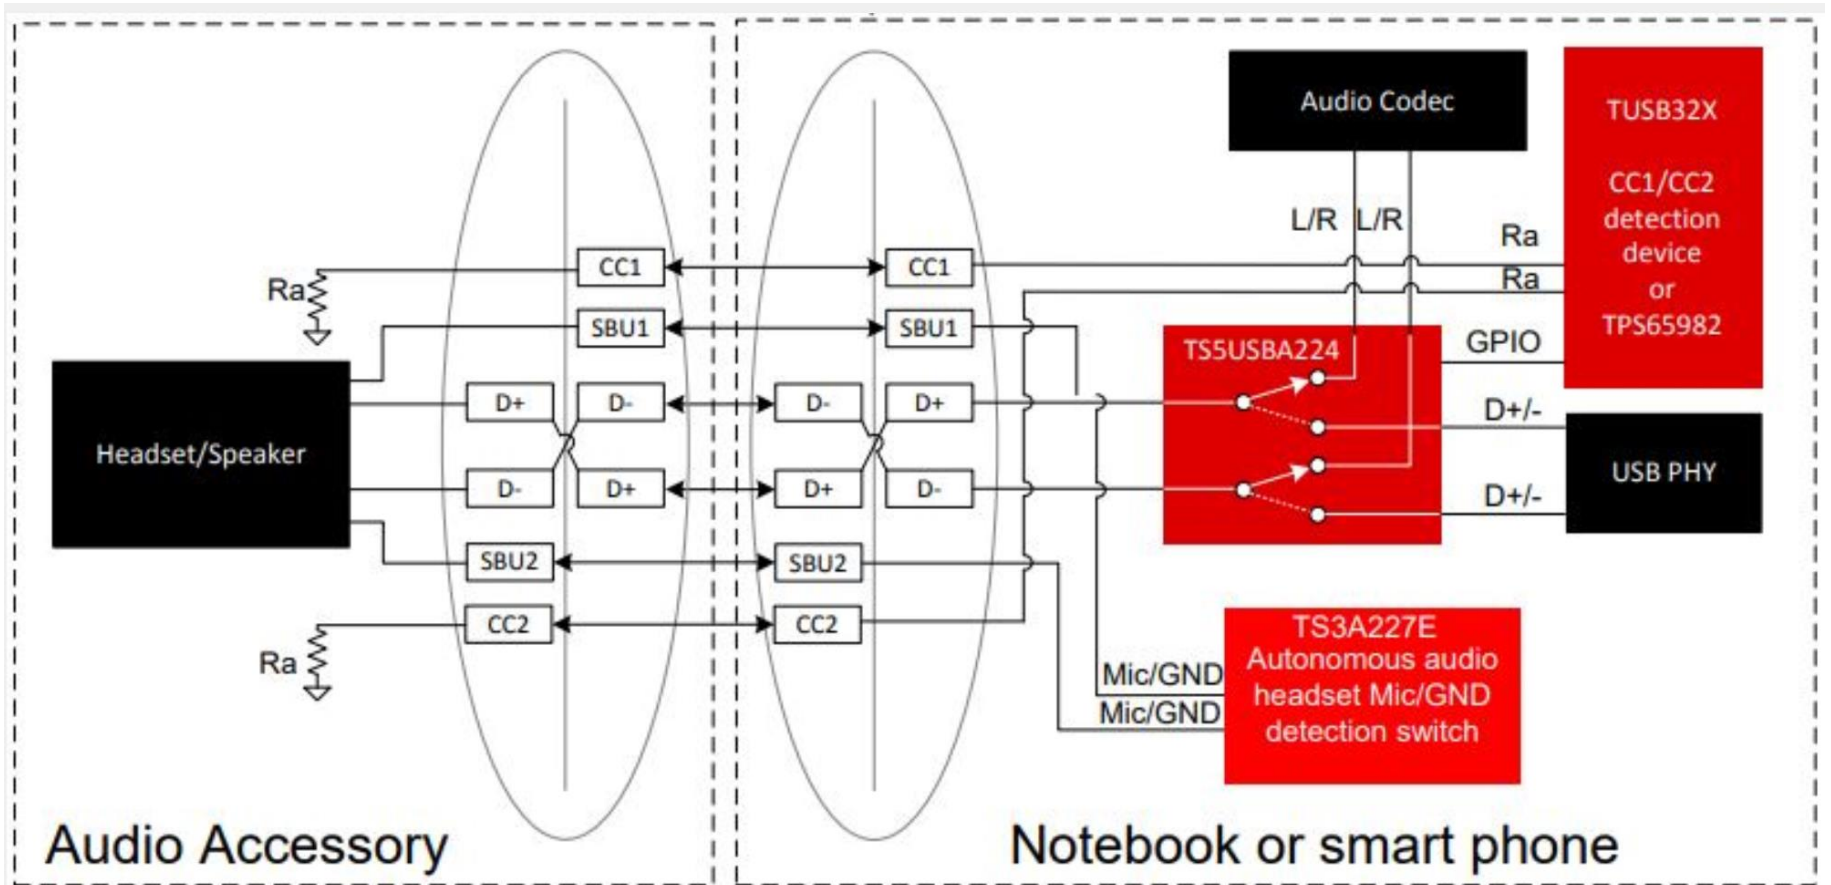 Audio Codec
TUSB32X
CC1/CC2
detection
device
or
TPS65982
L/R
L/R
Ra
Ra
CC1
CC1
Ra
SBU1
SBU1
TS5USBA224
GPIO
D+
D-
D-
D+
D+/-
Headset/Speaker
USB PHY
D-
D+
D+
D-
D+/-
SBU2
SBU2
CC2
CC2
Ra
TS3A227E
Autonomous audio
headset Mic/GND
detection switch
Mic/GND
Mic/GND
Audio Accessory
Notebook or smart phone